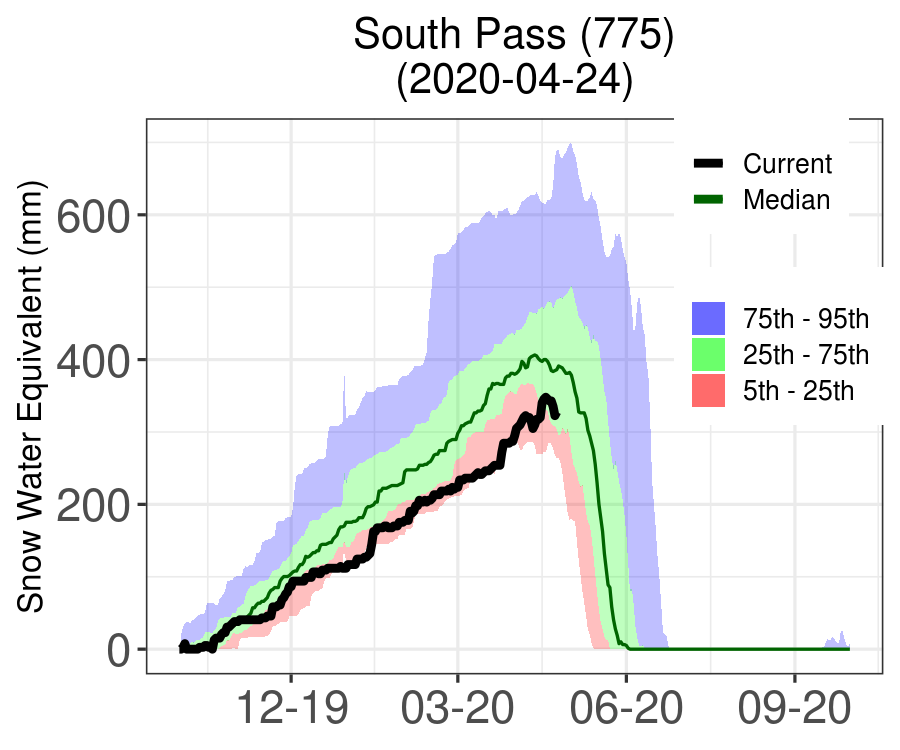 South Pass (775)
(2020-04-24)
Snow Water Equivalent (mm)
600
400
200
0
12-19
03-20
06-20
09-20
Current
Median
75th - 95th
25th - 75th
5th - 25th